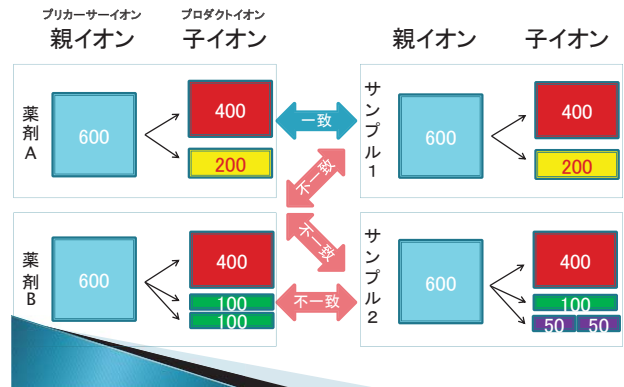 プリカーサーイオン
プロダクトイオン
親イオン
子イオン
親イオン
子イオン
薬剤A
600
400
200
一致
サンプル1
600
400
200
不一致
不一致
薬剤B
600
400
100
100
不一致
サンプル2
600
400
100
50
50